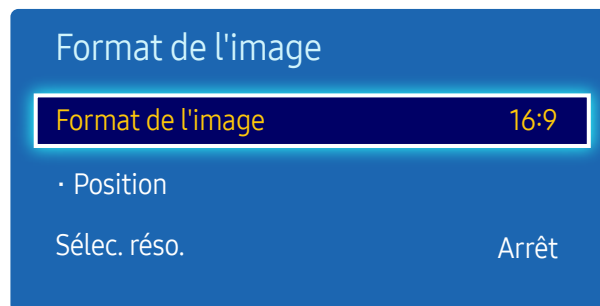 Format de l'image
Format de l'image 16:9
· Position
Sélec. réso. Arrêt